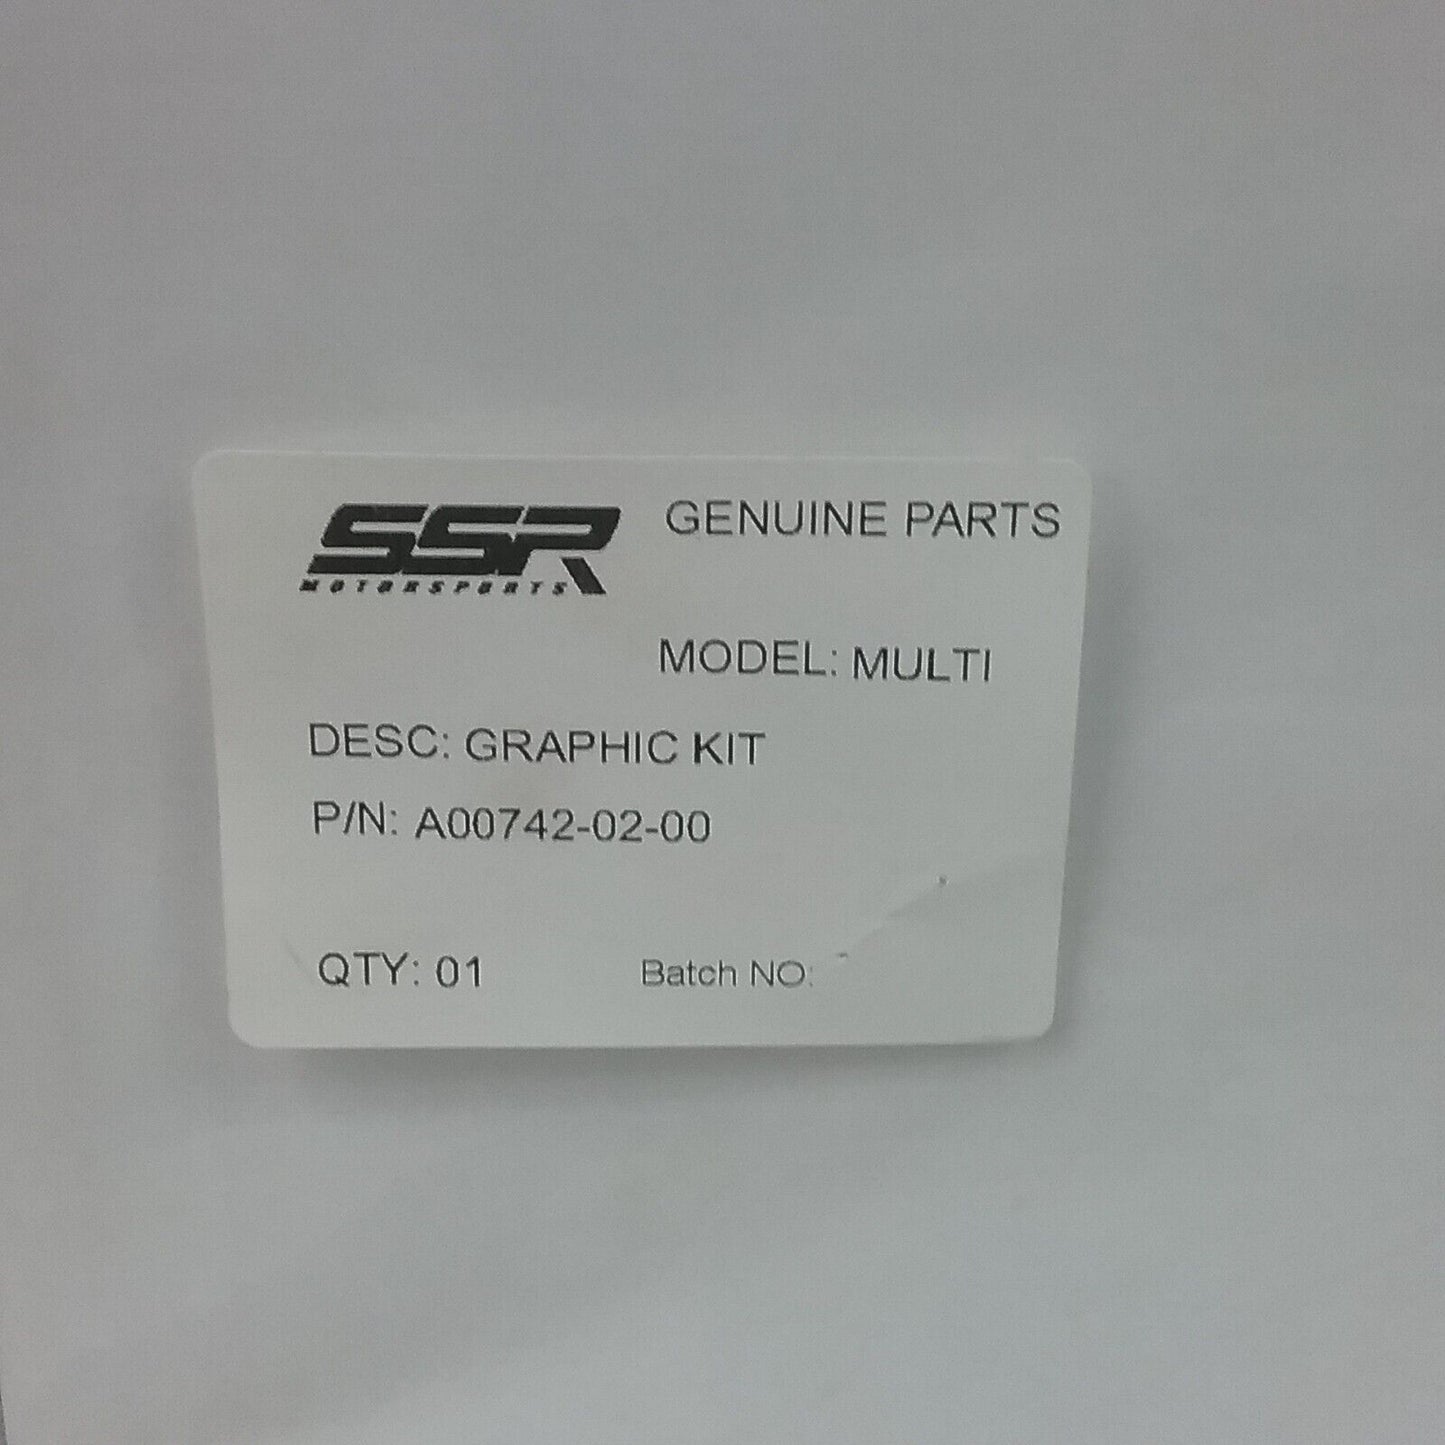 SSR
MOTORSPORTS
GENUINE PARTS
MODEL: MULTI
DESC: GRAPHIC KIT
P/N: A00742-02-00
QTY: 01
Batch NO: